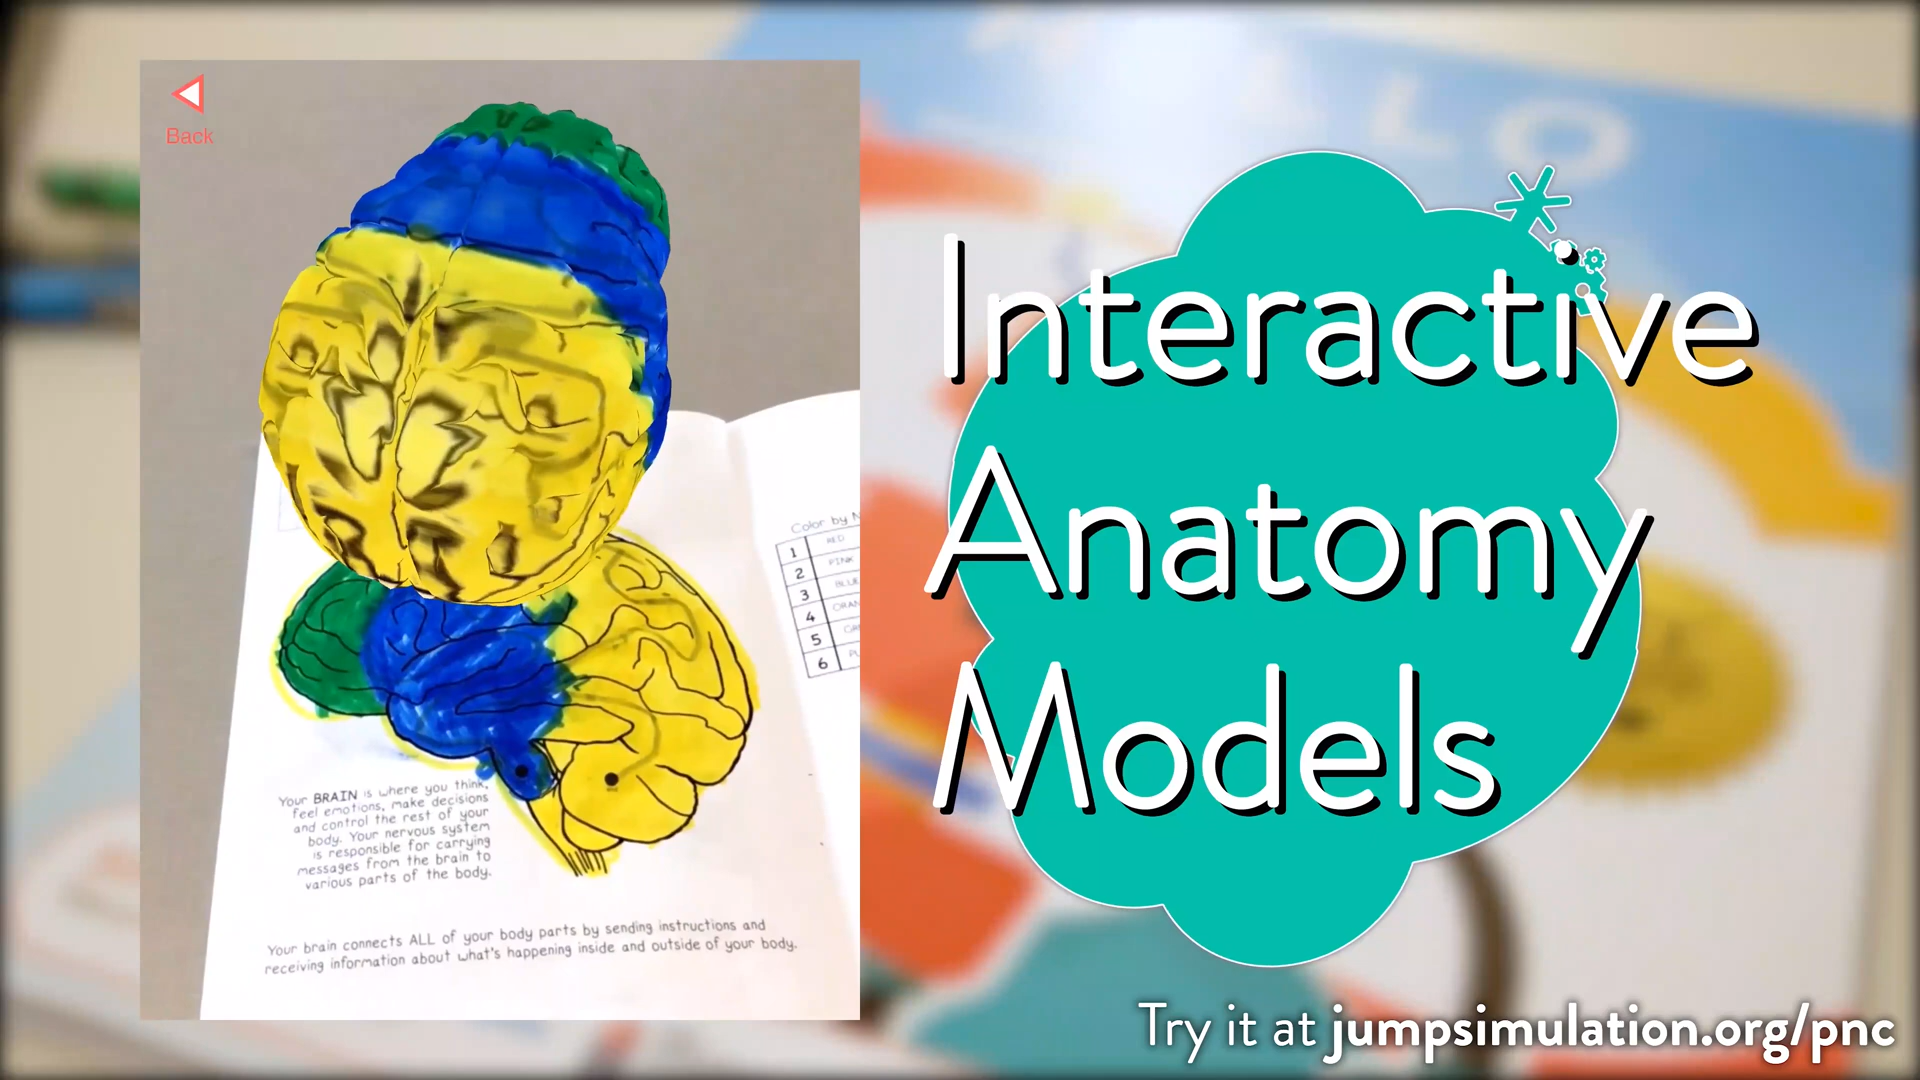 Back
Interactive
Anatomy
Models
Color by
1 RED
2 PINK
3 BLUE
4
5
6
Your BRAIN is where you think,
feel emotions, make decisions
and control the rest of your
body. Your nervous system
is responsible for carrying
messages from the brain to
various parts of the body.
Your brain connects ALL of your body parts by sending instructions and
receiving information about what's happening inside and outside of your body.
Try it at jumpsimulation.org/pnc